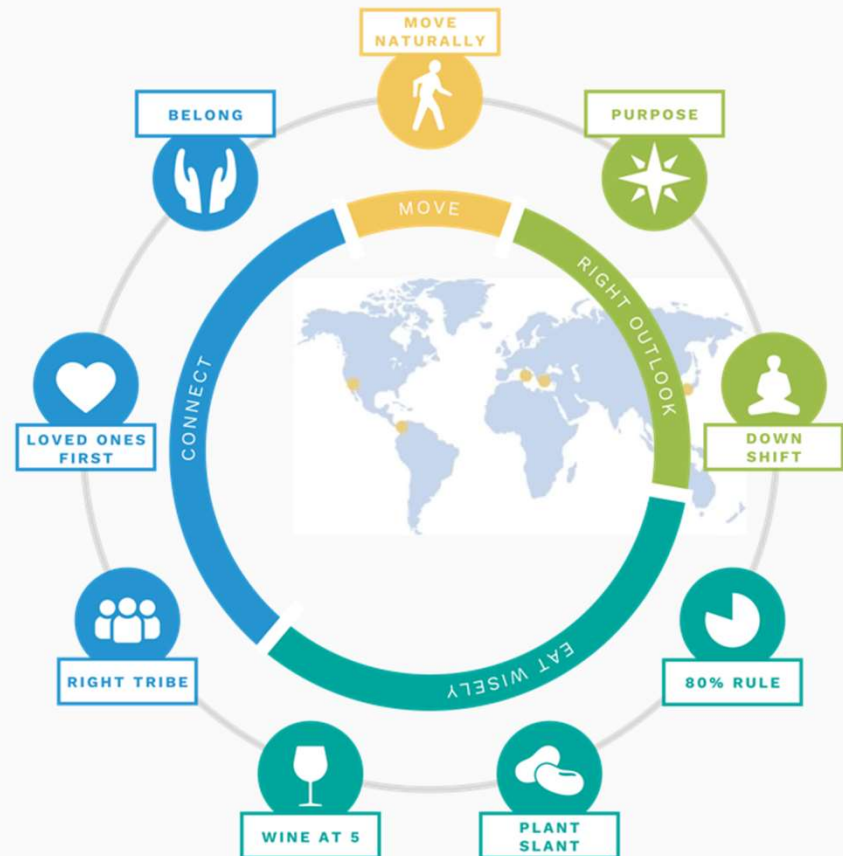 MOVE
NATURALLY
BELONG
PURPOSE
MOVE
RIGHT OUTLOOK
CONNECT
LOVED ONES
FIRST
DOWN
SHIFT
RIGHT TRIBE
80% RULE
EAT WISELY
WINE AT 5
PLANT
SLANT